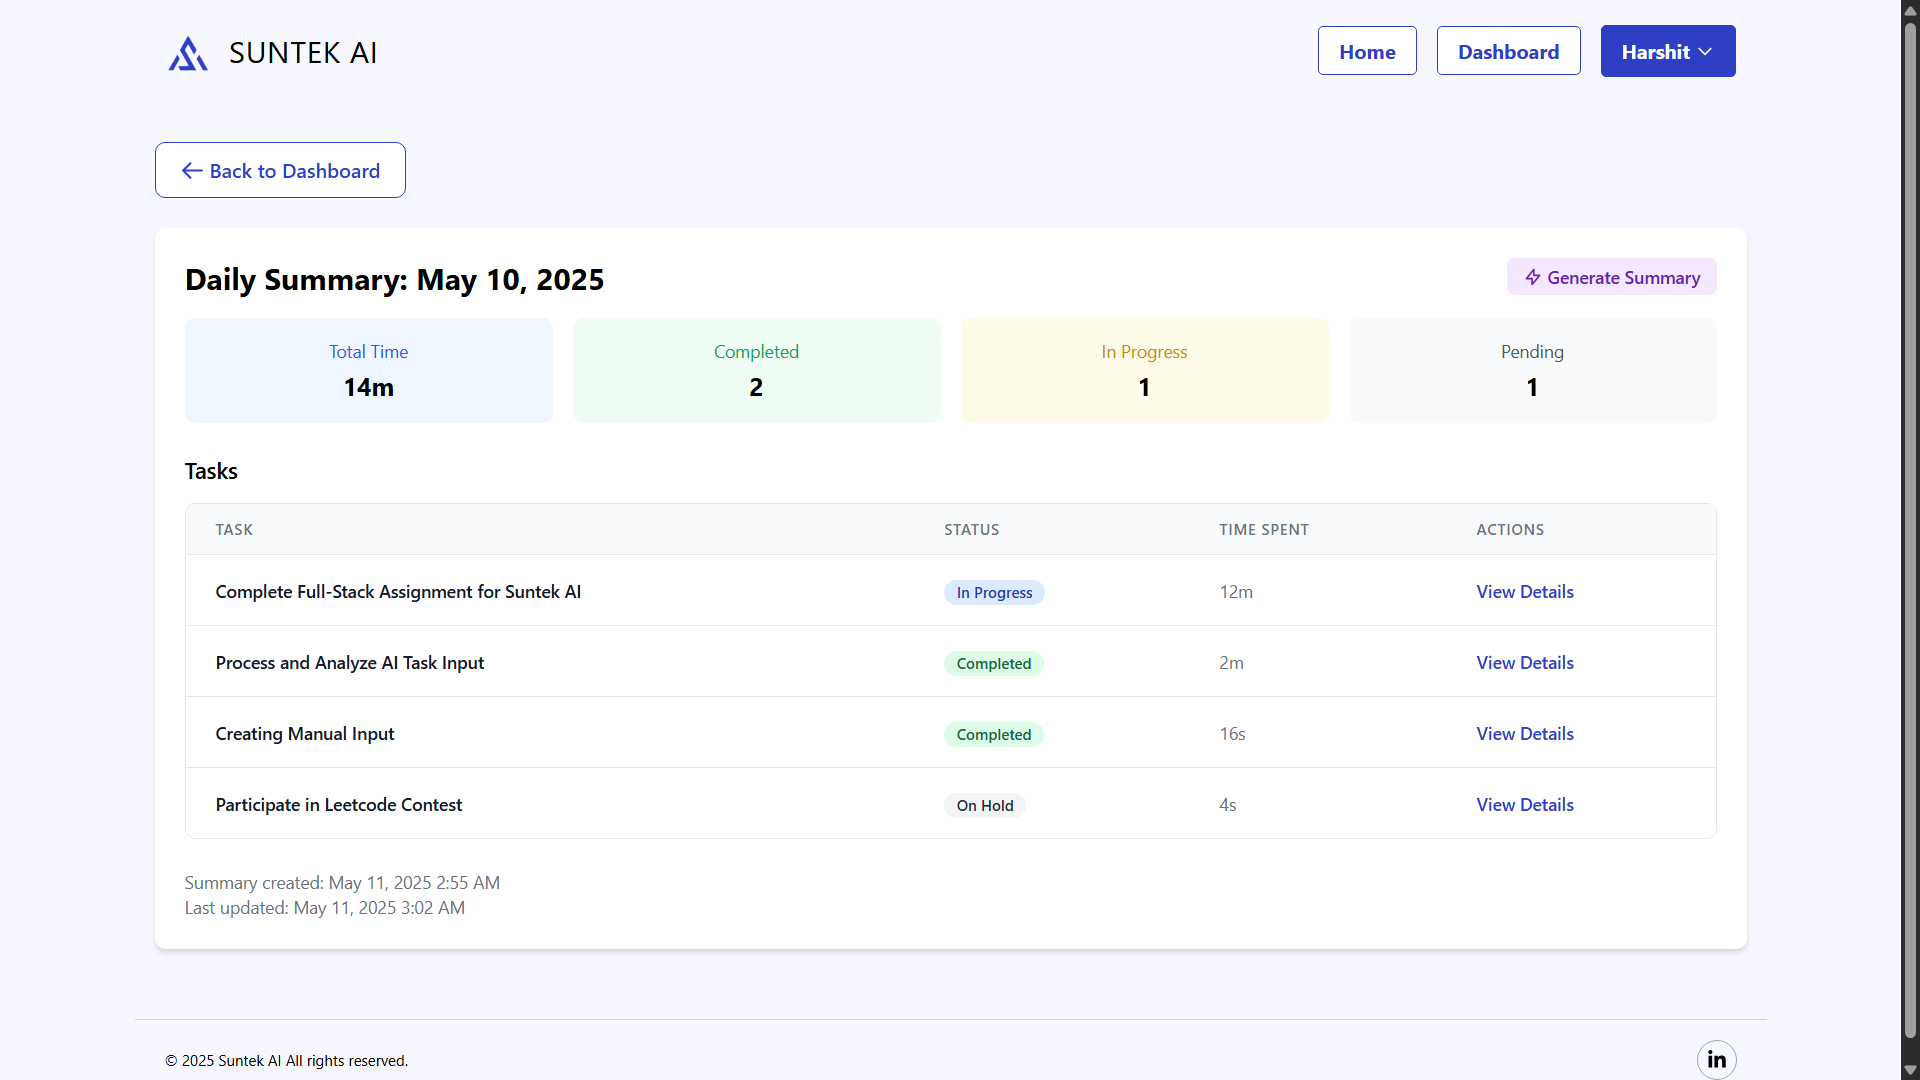 SUNTEK AI
Home
Dashboard
Harshit
Back to Dashboard
Daily Summary: May 10, 2025
Generate Summary
Total Time
14m
Completed
2
In Progress
1
Pending
1
Tasks
TASK STATUS TIME SPENT ACTIONS
Complete Full-Stack Assignment for Suntek AI In Progress 12m View Details
Process and Analyze AI Task Input Completed 2m View Details
Creating Manual Input Completed 16s View Details
Participate in Leetcode Contest On Hold 4s View Details
Summary created: May 11, 2025 2:55 AM
Last updated: May 11, 2025 3:02 AM
© 2025 Suntek AI All rights reserved.
in